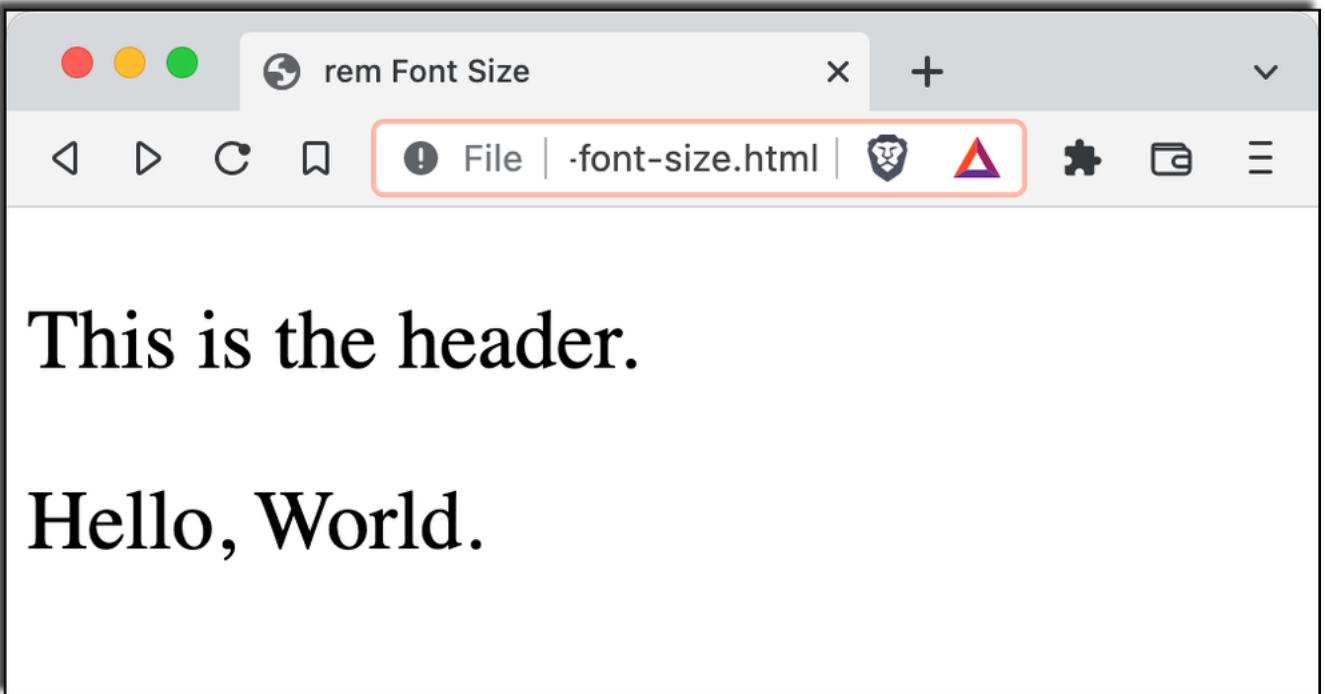 rem Font Size
File -font-size.html
This is the header.
Hello, World.